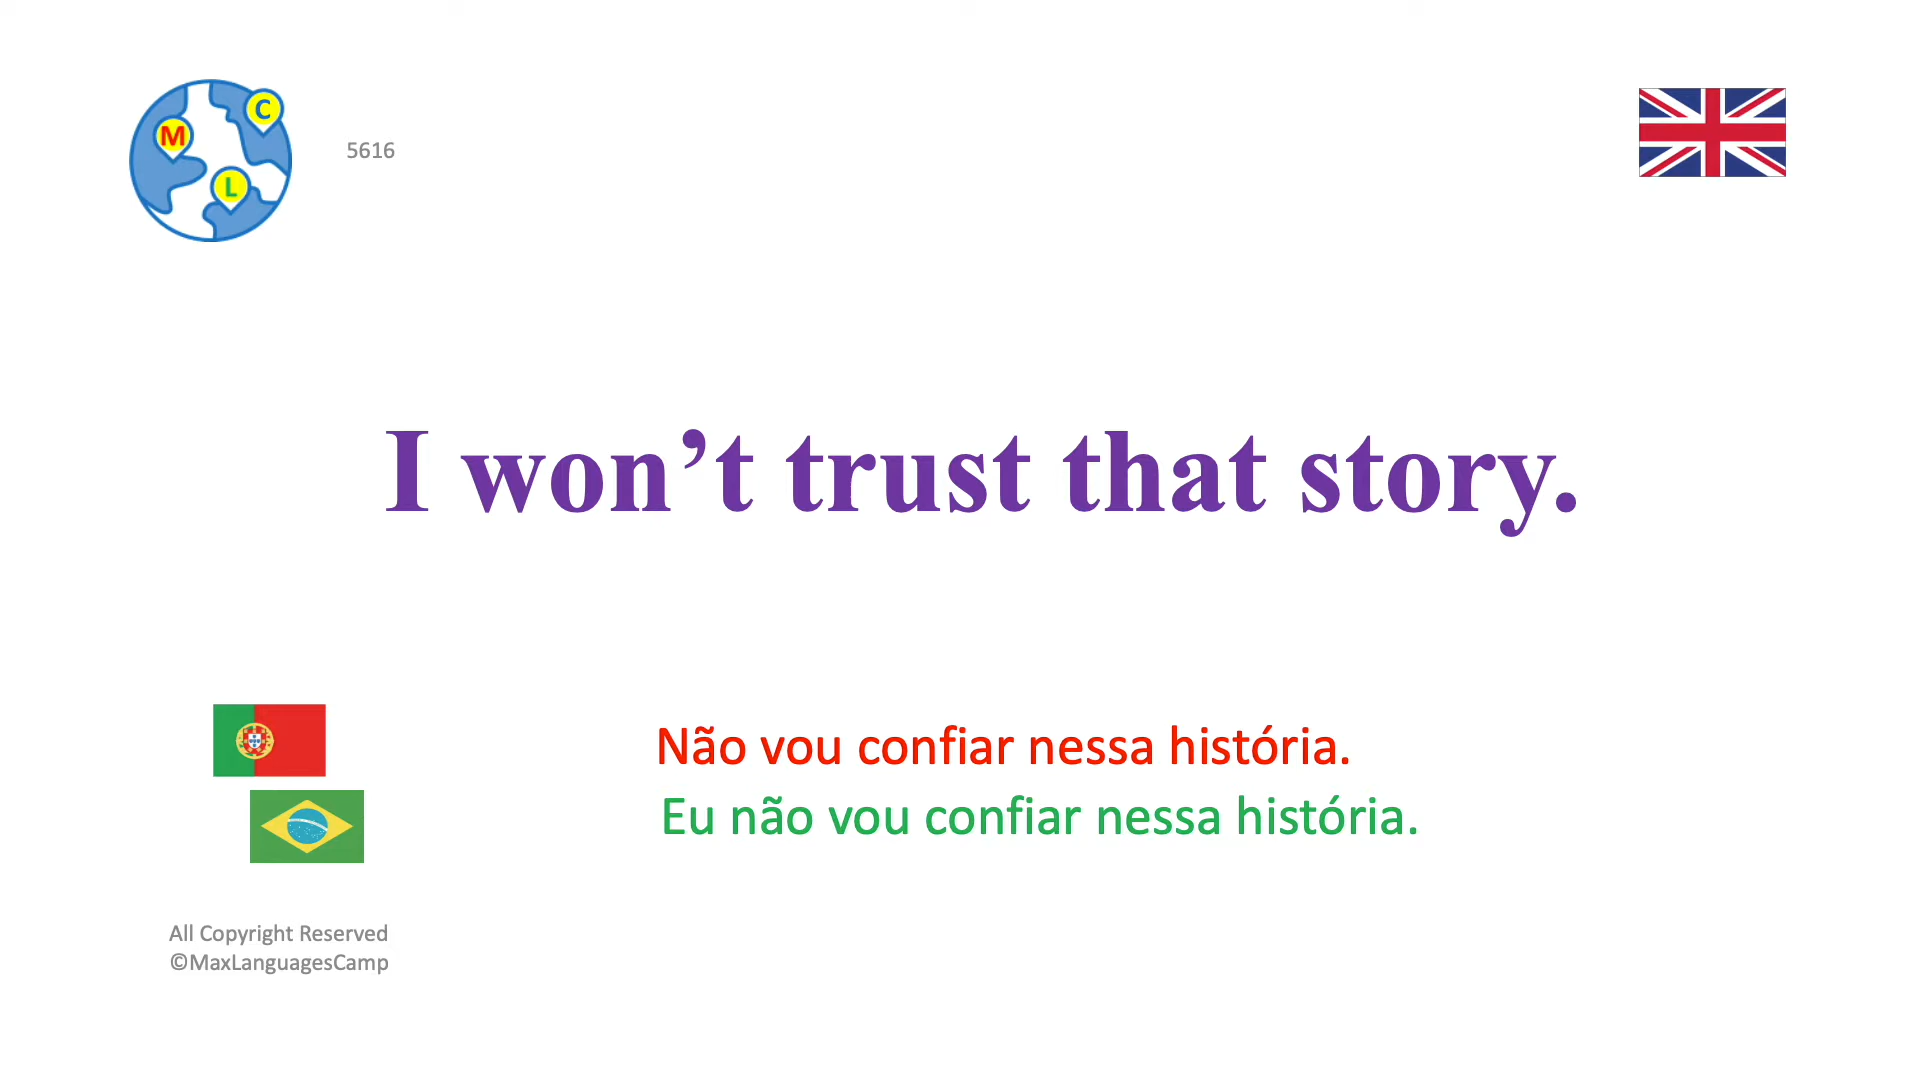 M
C
L
5616
I won’t trust that story.
Não vou confiar nessa história.
Eu não vou confiar nessa história.
All Copyright Reserved
©MaxLanguagesCamp